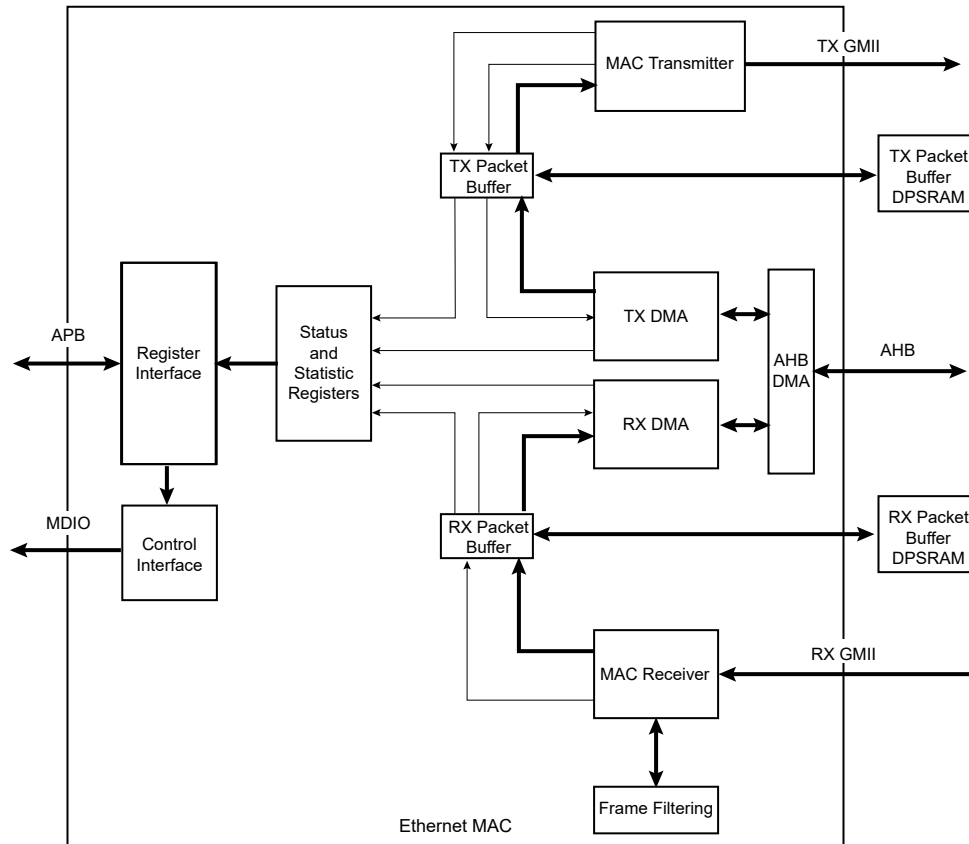 TX GMII
MAC Transmitter
TX Packet
Buffer
DPSRAM
TX Packet
Buffer
APB
Register
Interface
Status
and
Statistic
Registers
TX DMA
AHB
DMA
AHB
RX DMA
MDIO
Control
Interface
RX Packet
Buffer
RX Packet
Buffer
DPSRAM
RX GMII
MAC Receiver
Frame Filtering
Ethernet MAC